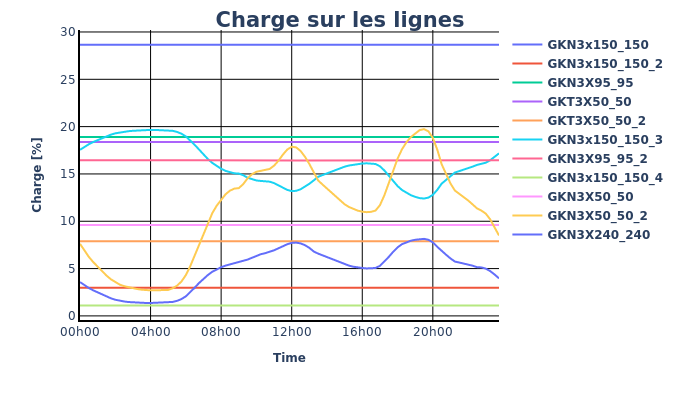 Charge sur les lignes
30
25
20
15
10
5
0
Charge [%]
00h00 04h00 08h00 12h00 16h00 20h00
Time
GKN3x150_150
GKN3x150_150_2
GKN3X95_95
GKT3X50_50
GKT3X50_50_2
GKN3x150_150_3
GKN3X95_95_2
GKN3x150_150_4
GKN3X50_50
GKN3X50_50_2
GKN3X240_240